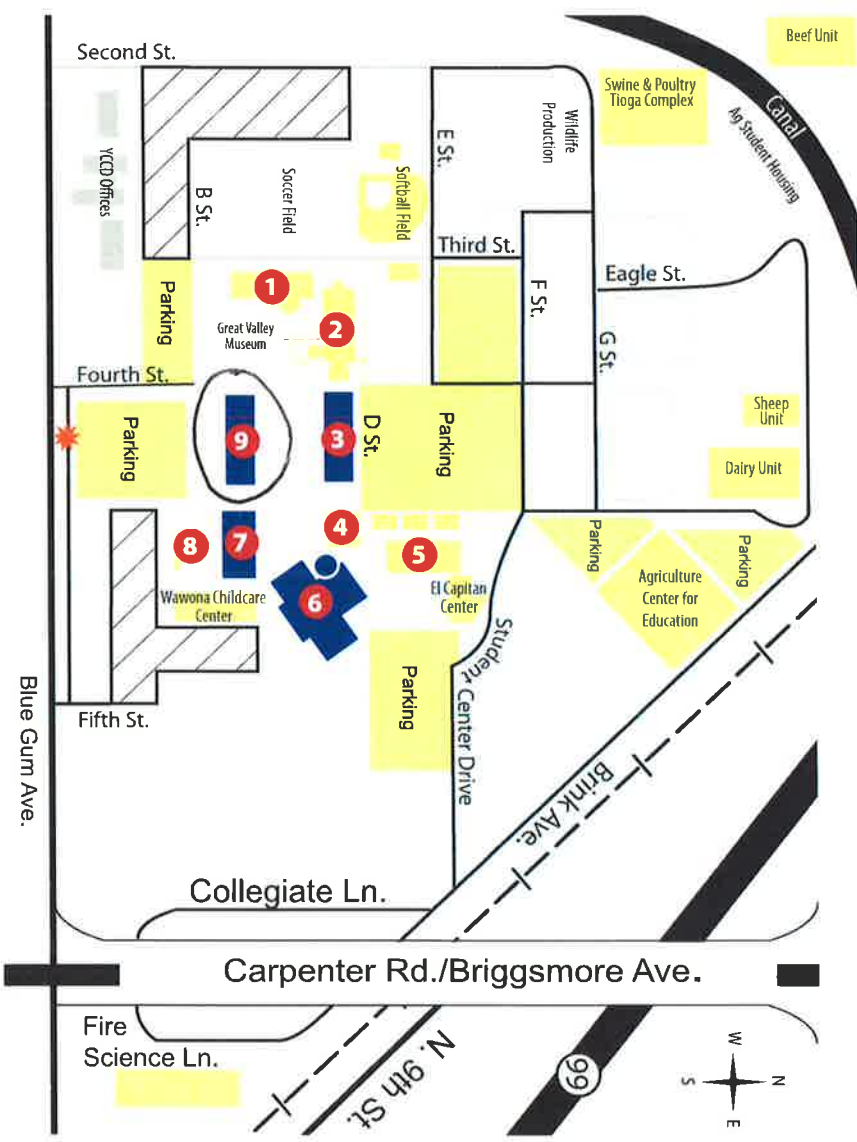 Beef Unit
Second St.
Swine & Poultry
Tioga Complex
Canal
Ag Student Housing
Wildlife
Production
E St.
YCCD Offices
B St.
Soccer Field
Softball Field
Third St.
Eagle St.
F St.
G St.
1
2
Parking
Great Valley
Museum
Fourth St.
Sheep
Unit
Parking
9
3
D St.
Parking
Dairy Unit
4
8
7
5
Parking
Parking
Agriculture
Center for
Education
Wawona Childcare
Center
6
El Capitan
Center
Student Center Drive
Parking
Blue Gum Ave.
Fifth St.
Brink Ave.
Collegiate Ln.
Carpenter Rd./Briggsmore Ave.
Fire
Science Ln.
N. 9th St.
99
W
N
S
E